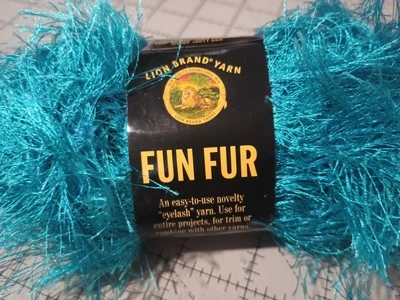 LION BRAND® YARN
FUN FUR
An easy-to-use novelty
"eyelash" yarn. Use for
entire projects, for trim or
combine with other yarns.